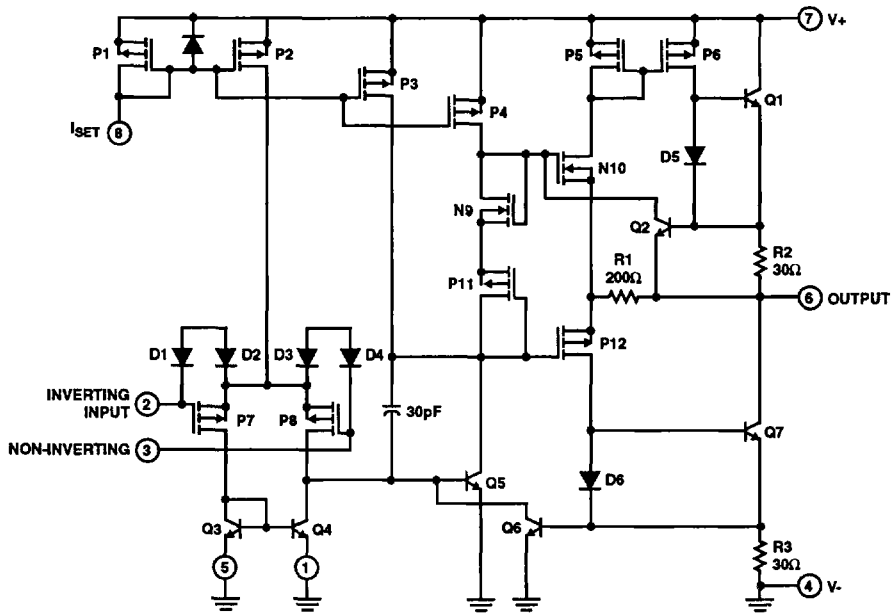 7 V+
P1
P2
P3
P4
P5
P6
Q1
ISET 8
D5
N10
N9
Q2
R1
200Ω
R2
30Ω
6 OUTPUT
P11
P12
D1
D2
D3
D4
INVERTING
INPUT 2
P7
P8
30pF
NON-INVERTING 3
Q7
Q5
D6
Q3
Q4
Q6
5
1
R3
30Ω
4 V-